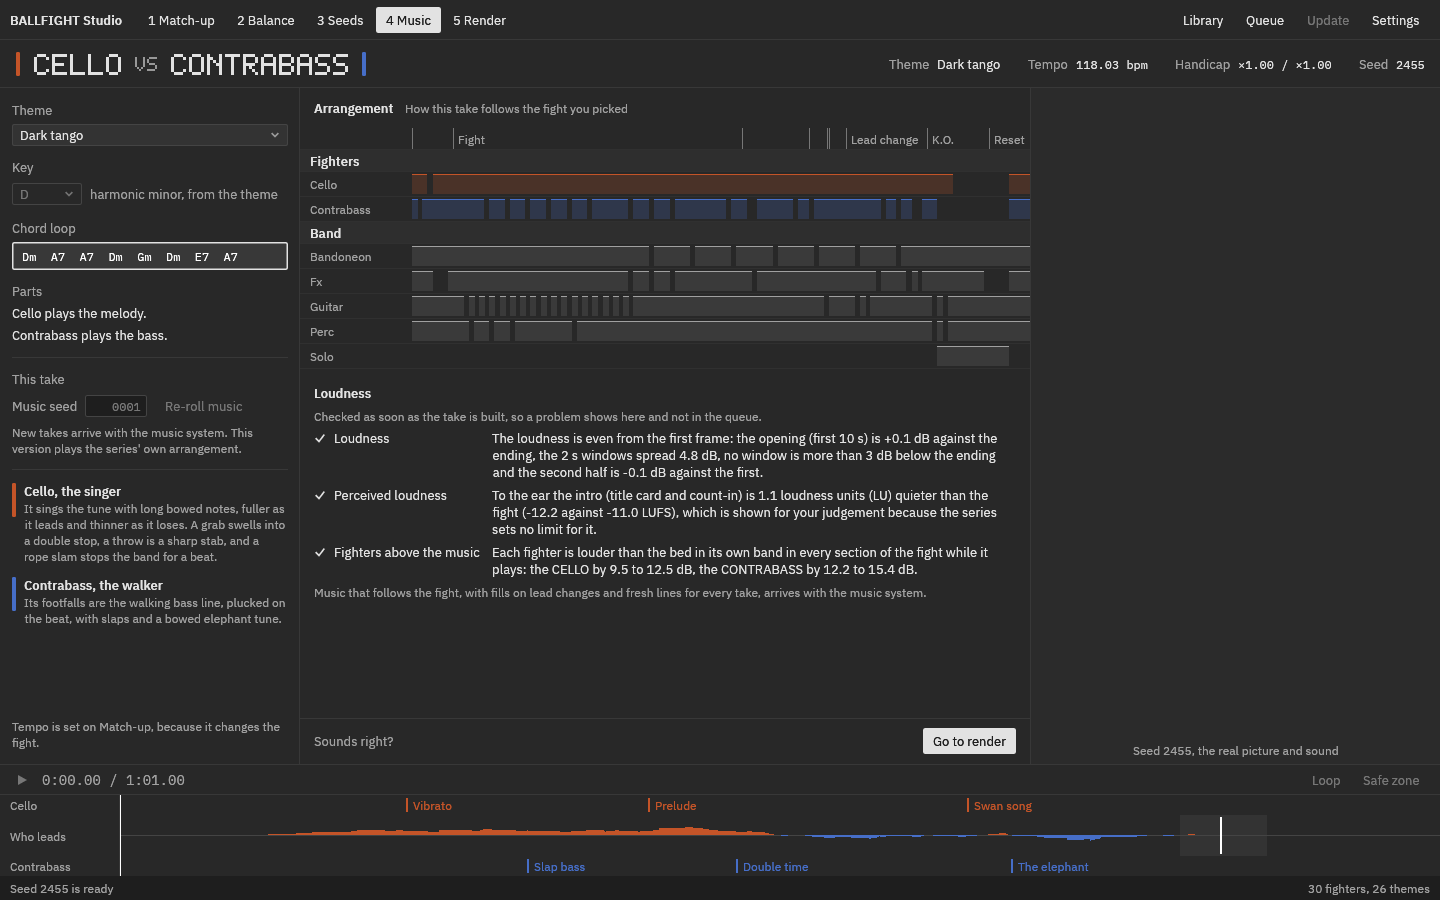 BALLFIGHT Studio 1 Match-up 2 Balance 3 Seeds 4 Music 5 Render Library Queue Update Settings
CELLO VS CONTRABASS Theme Dark tango Tempo 118.03 bpm Handicap ×1.00 / ×1.00 Seed 2455
Theme
Dark tango
Key
D harmonic minor, from the theme
Chord loop
Dm A7 A7 Dm Gm Dm E7 A7
Parts
Cello plays the melody.
Contrabass plays the bass.
This take
Music seed 0001 Re-roll music
New takes arrive with the music system. This
version plays the series' own arrangement.
Cello, the singer
It sings the tune with long bowed notes, fuller as
it leads and thinner as it loses. A grab swells into
a double stop, a throw is a sharp stab, and a
rope slam stops the band for a beat.
Contrabass, the walker
Its footfalls are the walking bass line, plucked on
the beat, with slaps and a bowed elephant tune.
Tempo is set on Match-up, because it changes the
fight.
Arrangement How this take follows the fight you picked
Fight Lead change K.O. Reset
Fighters
Cello
Contrabass
Band
Bandoneon
Fx
Guitar
Perc
Solo
Loudness
Checked as soon as the take is built, so a problem shows here and not in the queue.
Loudness The loudness is even from the first frame: the opening (first 10 s) is +0.1 dB against the
ending, the 2 s windows spread 4.8 dB, no window is more than 3 dB below the ending
and the second half is -0.1 dB against the first.
Perceived loudness To the ear the intro (title card and count-in) is 1.1 loudness units (LU) quieter than the
fight (-12.2 against -11.0 LUFS), which is shown for your judgement because the series
sets no limit for it.
Fighters above the music Each fighter is louder than the bed in its own band in every section of the fight while it
plays: the CELLO by 9.5 to 12.5 dB, the CONTRABASS by 12.2 to 15.4 dB.
Music that follows the fight, with fills on lead changes and fresh lines for every take, arrives with the music system.
Sounds right? Go to render
Seed 2455, the real picture and sound
0:00.00 / 1:01.00 Loop Safe zone
Cello Vibrato Prelude Swan song
Who leads
Contrabass Slap bass Double time The elephant
Seed 2455 is ready 30 fighters, 26 themes